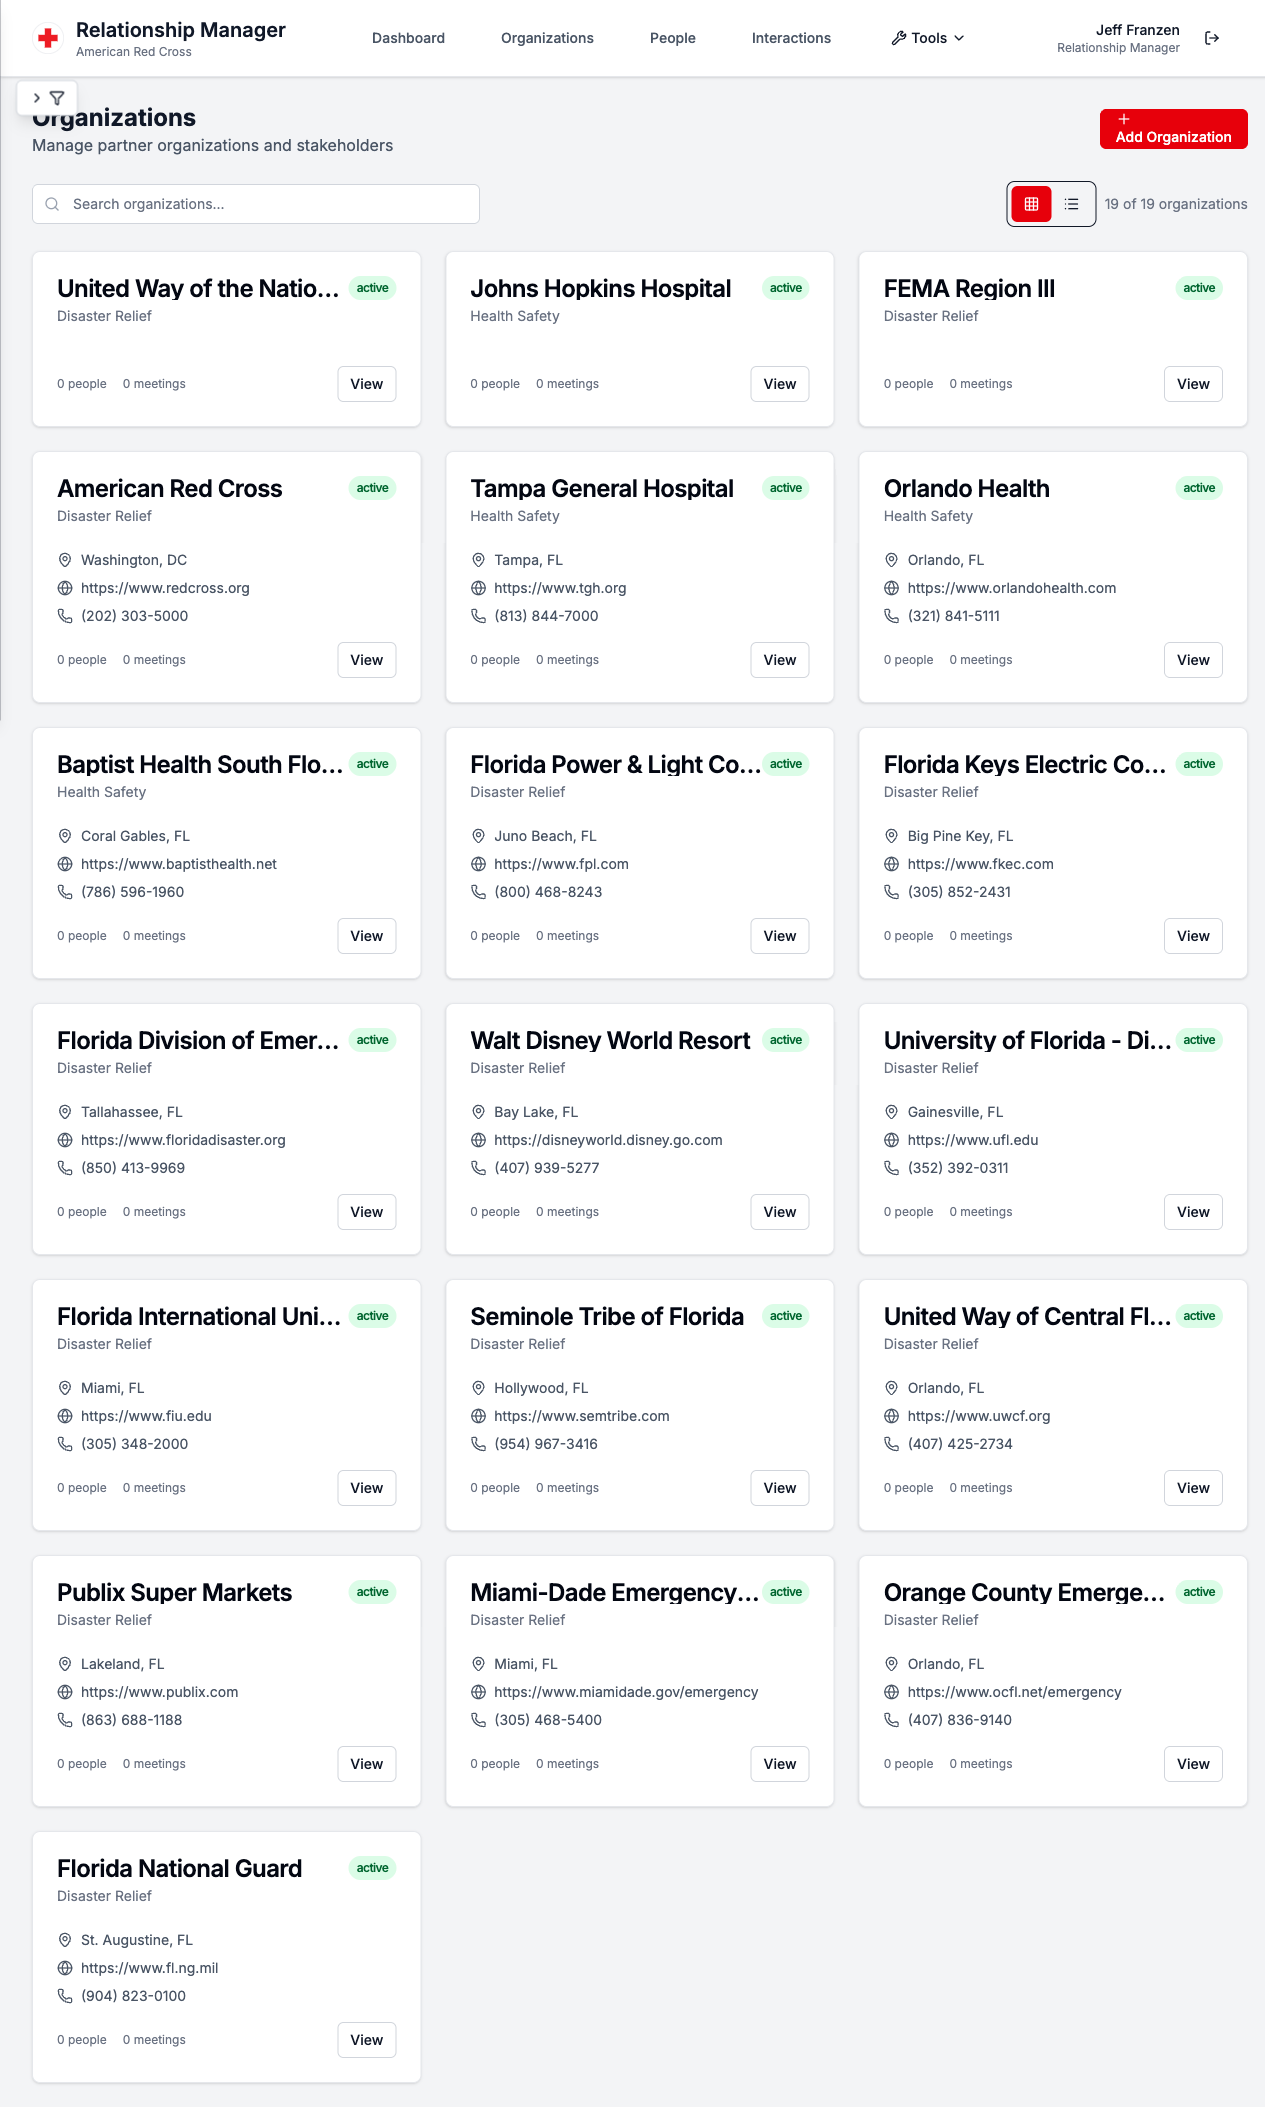 Relationship Manager
American Red Cross
Dashboard
Organizations
People
Interactions
Tools
Jeff Franzen
Relationship Manager
Organizations
Manage partner organizations and stakeholders
Add Organization
Search organizations...
19 of 19 organizations
United Way of the Natio... active
Disaster Relief
0 people 0 meetings View
Johns Hopkins Hospital active
Health Safety
0 people 0 meetings View
FEMA Region III active
Disaster Relief
0 people 0 meetings View
American Red Cross active
Disaster Relief
Washington, DC
https://www.redcross.org
(202) 303-5000
0 people 0 meetings View
Tampa General Hospital active
Health Safety
Tampa, FL
https://www.tgh.org
(813) 844-7000
0 people 0 meetings View
Orlando Health active
Health Safety
Orlando, FL
https://www.orlandohealth.com
(321) 841-5111
0 people 0 meetings View
Baptist Health South Flo... active
Health Safety
Coral Gables, FL
https://www.baptisthealth.net
(786) 596-1960
0 people 0 meetings View
Florida Power & Light Co... active
Disaster Relief
Juno Beach, FL
https://www.fpl.com
(800) 468-8243
0 people 0 meetings View
Florida Keys Electric Co... active
Disaster Relief
Big Pine Key, FL
https://www.fkec.com
(305) 852-2431
0 people 0 meetings View
Florida Division of Emer... active
Disaster Relief
Tallahassee, FL
https://www.floridadisaster.org
(850) 413-9969
0 people 0 meetings View
Walt Disney World Resort active
Disaster Relief
Bay Lake, FL
https://disneyworld.disney.go.com
(407) 939-5277
0 people 0 meetings View
University of Florida - Di... active
Disaster Relief
Gainesville, FL
https://www.ufl.edu
(352) 392-0311
0 people 0 meetings View
Florida International Uni... active
Disaster Relief
Miami, FL
https://www.fiu.edu
(305) 348-2000
0 people 0 meetings View
Seminole Tribe of Florida active
Disaster Relief
Hollywood, FL
https://www.semtribe.com
(954) 967-3416
0 people 0 meetings View
United Way of Central Fl... active
Disaster Relief
Orlando, FL
https://www.uwcf.org
(407) 425-2734
0 people 0 meetings View
Publix Super Markets active
Disaster Relief
Lakeland, FL
https://www.publix.com
(863) 688-1188
0 people 0 meetings View
Miami-Dade Emergency... active
Disaster Relief
Miami, FL
https://www.miamidade.gov/emergency
(305) 468-5400
0 people 0 meetings View
Orange County Emerge... active
Disaster Relief
Orlando, FL
https://www.ocfl.net/emergency
(407) 836-9140
0 people 0 meetings View
Florida National Guard active
Disaster Relief
St. Augustine, FL
https://www.fl.ng.mil
(904) 823-0100
0 people 0 meetings View